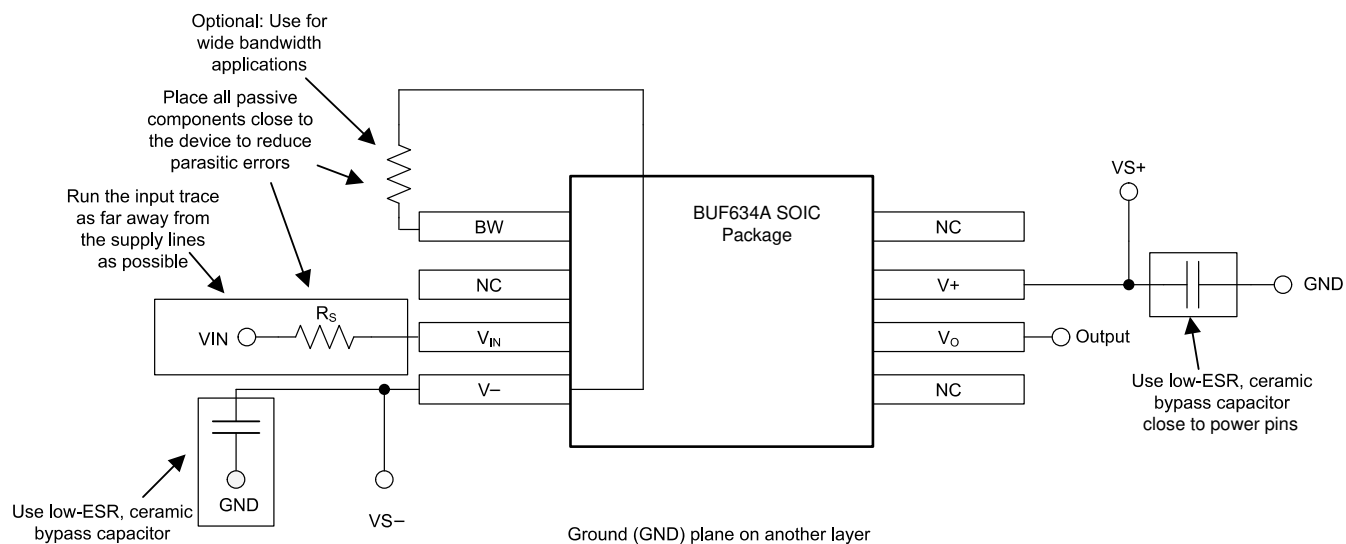 Optional: Use for
wide bandwidth
applications
Place all passive
components close to
the device to reduce
parasitic errors
Run the input trace
as far away from
the supply lines
as possible
BUF634A SOIC
Package
BW
NC
VIN
V–
NC
V+
VO
NC
VIN
RS
VS+
GND
Output
Use low-ESR, ceramic
bypass capacitor
close to power pins
GND
Use low-ESR, ceramic
bypass capacitor
VS–
Ground (GND) plane on another layer